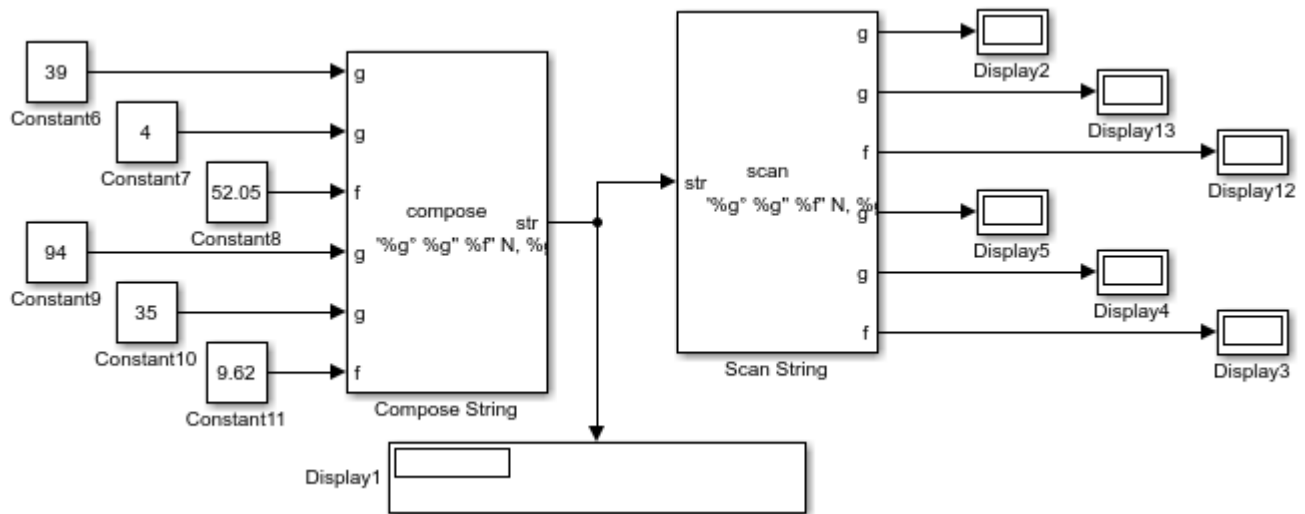 39
Constant6
4
Constant7
52.05
Constant8
94
Constant9
35
Constant10
9.62
Constant11
g
g
f
g
g
f
compose
"%g° %g'' %f" N, %g
str
Compose String
Display1
str
scan
"%g° %g'' %f" N, %g
g
g
f
g
g
f
Scan String
Display2
Display13
Display12
Display5
Display4
Display3